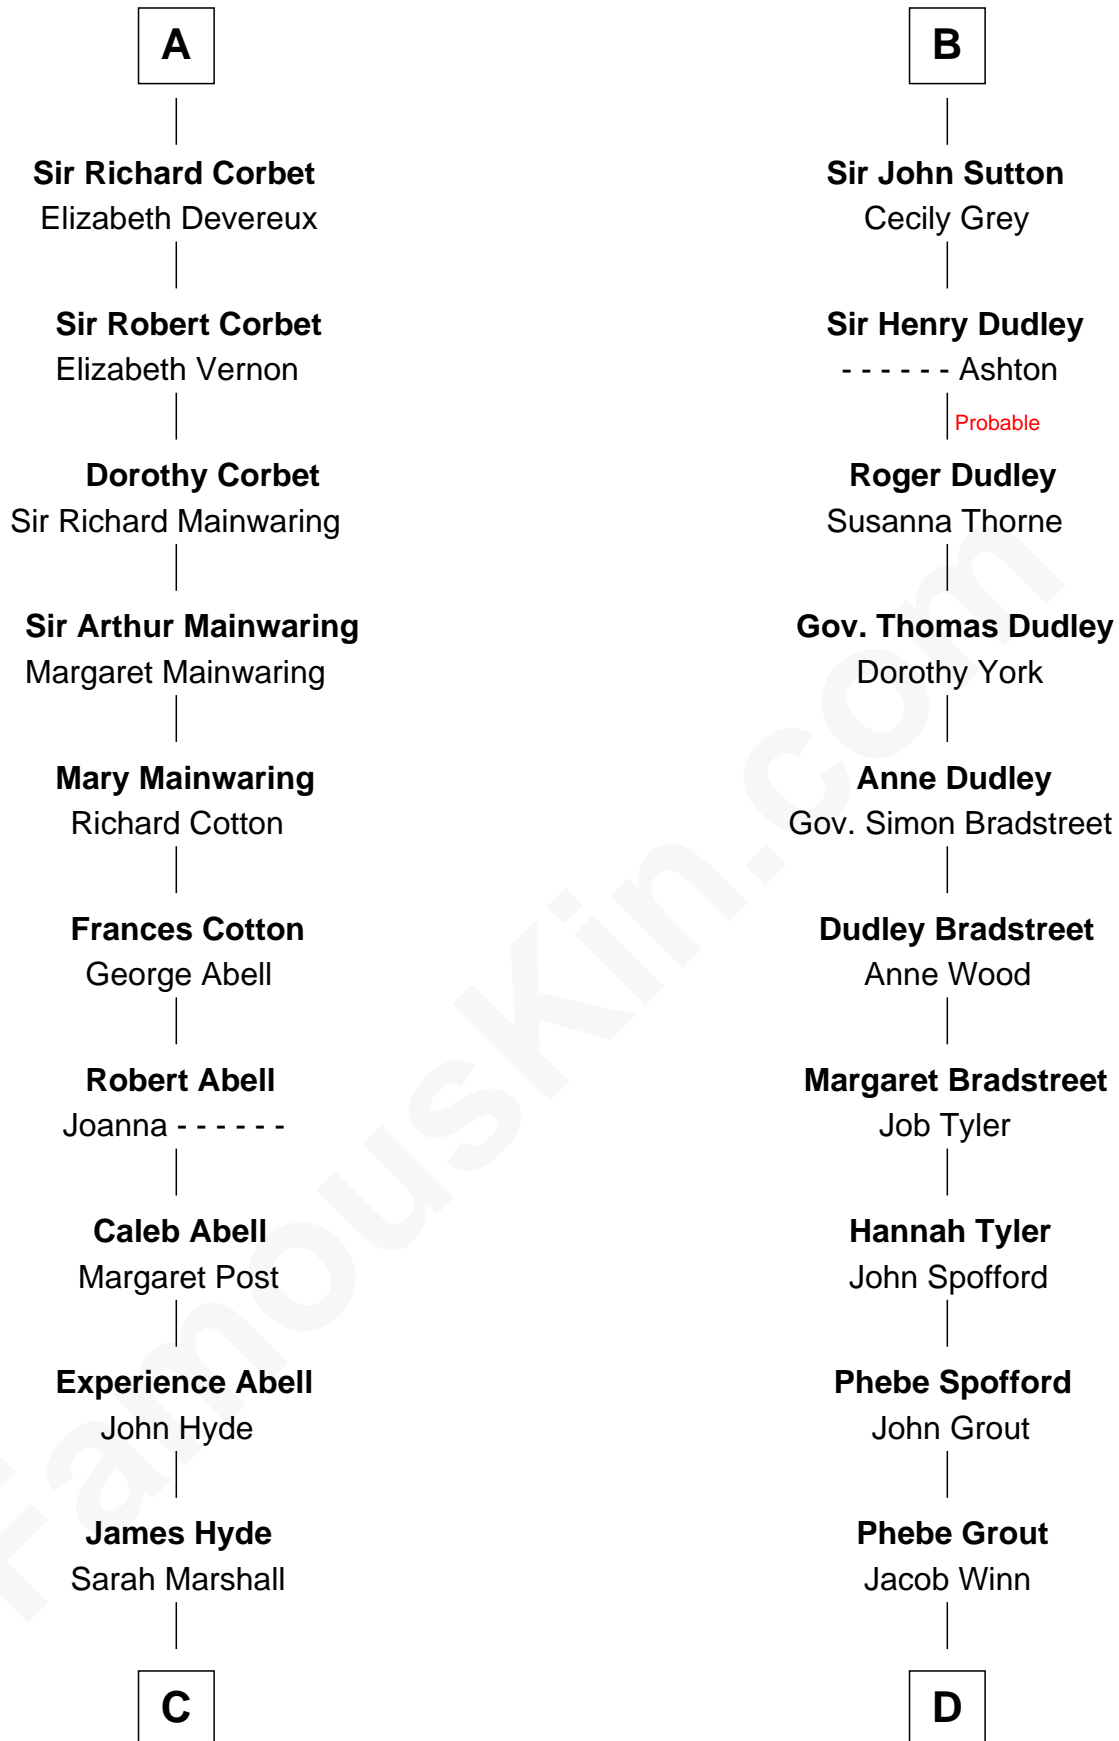 A
Sir Richard Corbet
Elizabeth Devereux
Sir Robert Corbet
Elizabeth Vernon
Dorothy Corbet
Sir Richard Mainwaring
Sir Arthur Mainwaring
Margaret Mainwaring
Mary Mainwaring
Richard Cotton
Frances Cotton
George Abell
Robert Abell
Joanna - - - - - -
Caleb Abell
Margaret Post
Experience Abell
John Hyde
James Hyde
Sarah Marshall
C
B
Sir John Sutton
Cecily Grey
Sir Henry Dudley
- - - - - - Ashton
Probable
Roger Dudley
Susanna Thorne
Gov. Thomas Dudley
Dorothy York
Anne Dudley
Gov. Simon Bradstreet
Dudley Bradstreet
Anne Wood
Margaret Bradstreet
Job Tyler
Hannah Tyler
John Spofford
Phebe Spofford
John Grout
Phebe Grout
Jacob Winn
D
FamousKin.com